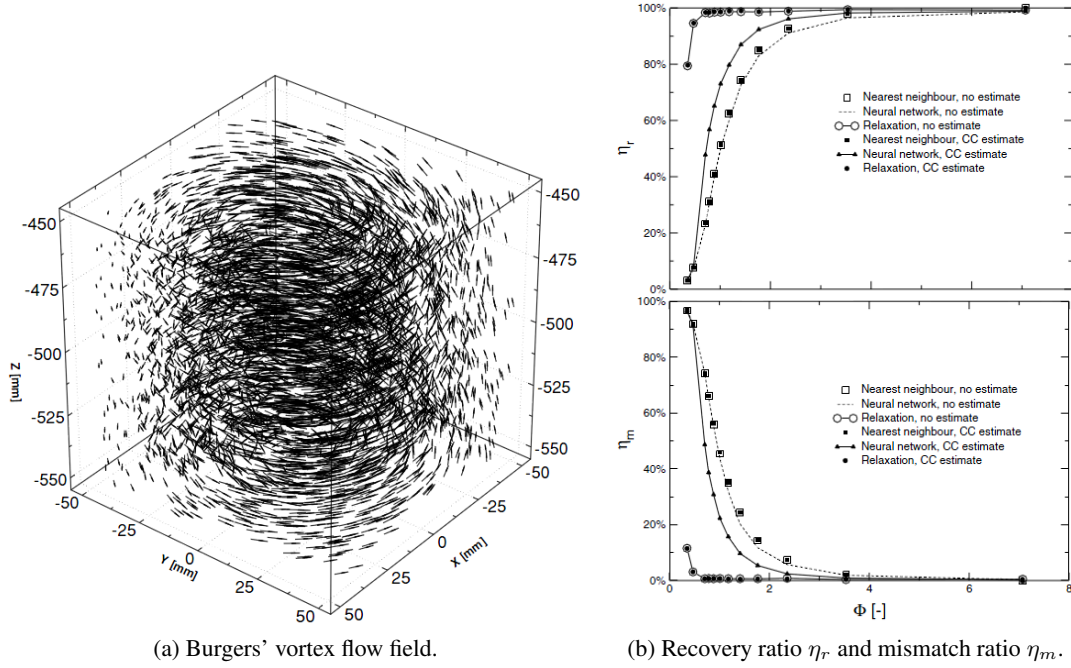 -450
-475
-500
-525
-550
Z [mm]
-50
-25
0
25
50
Y [mm]
-450
-475
-500
-525
-550
-50
-25
0
25
50
X [mm]
(a) Burgers’ vortex flow field.
100%
80%
60%
40%
20%
0%
ηr
Nearest neighbour, no estimate
Neural network, no estimate
Relaxation, no estimate
Nearest neighbour, CC estimate
Neural network, CC estimate
Relaxation, CC estimate
100%
80%
60%
40%
20%
0%
ηm
Nearest neighbour, no estimate
Neural network, no estimate
Relaxation, no estimate
Nearest neighbour, CC estimate
Neural network, CC estimate
Relaxation, CC estimate
0 2 4 6 8
Φ [-]
(b) Recovery ratio ηr and mismatch ratio ηm.